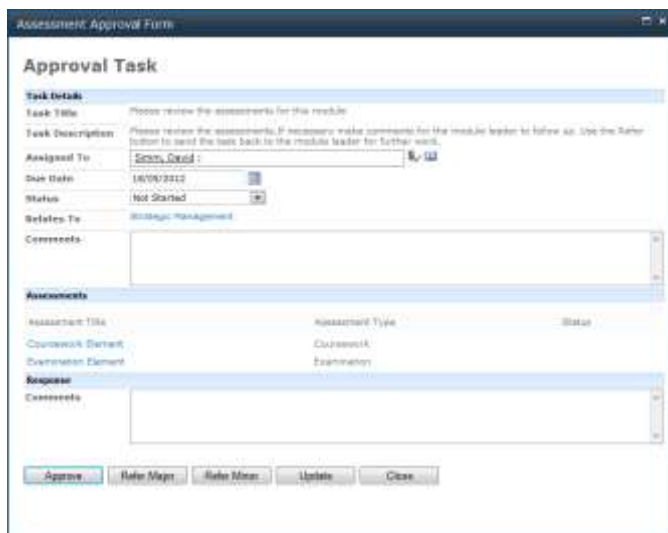 Assessment Approval Form
Approval Task
Task Details
Task Title Please review the assessments for this module
Task Description Please review the assessments.If necessary make comments for the module leader to follow up. Use the Refer
button to send the task back to the module leader for further work.
Assigned To Simm, David ;
Due Date 18/09/2012
Status Not Started
Relates To Strategic Management
Comments
Assessments
Assessment Title Assessment Type Status
Coursework Element Coursework
Examination Element Examination
Response
Comments
Approve Refer Major Refer Minor Update Close